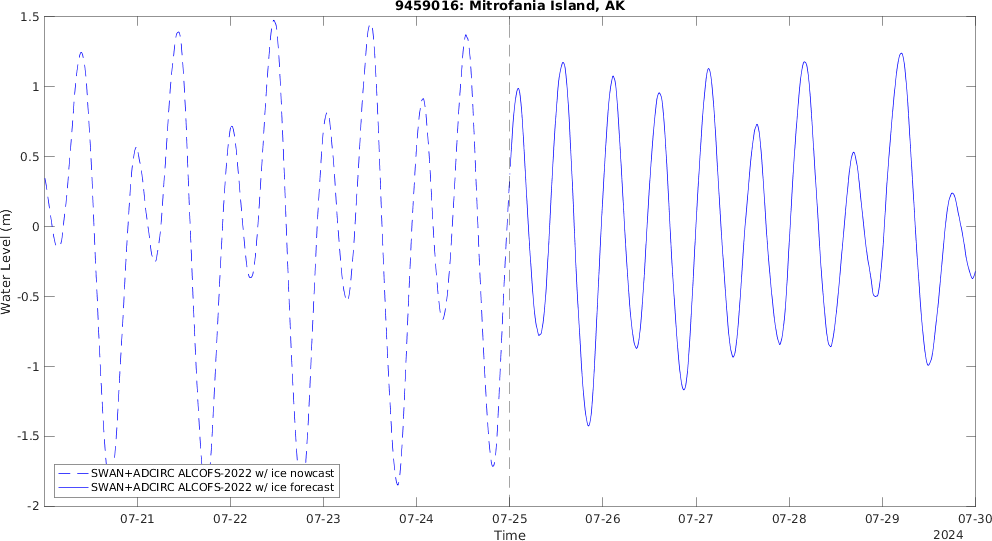 9459016: Mitrofania Island, AK
1.5
1
0.5
0
-0.5
-1
-1.5
-2
Water Level (m)
SWAN+ADCIRC ALCOFS-2022 w/ ice nowcast
SWAN+ADCIRC ALCOFS-2022 w/ ice forecast
07-21 07-22 07-23 07-24 07-25 07-26 07-27 07-28 07-29 07-30
Time
2024